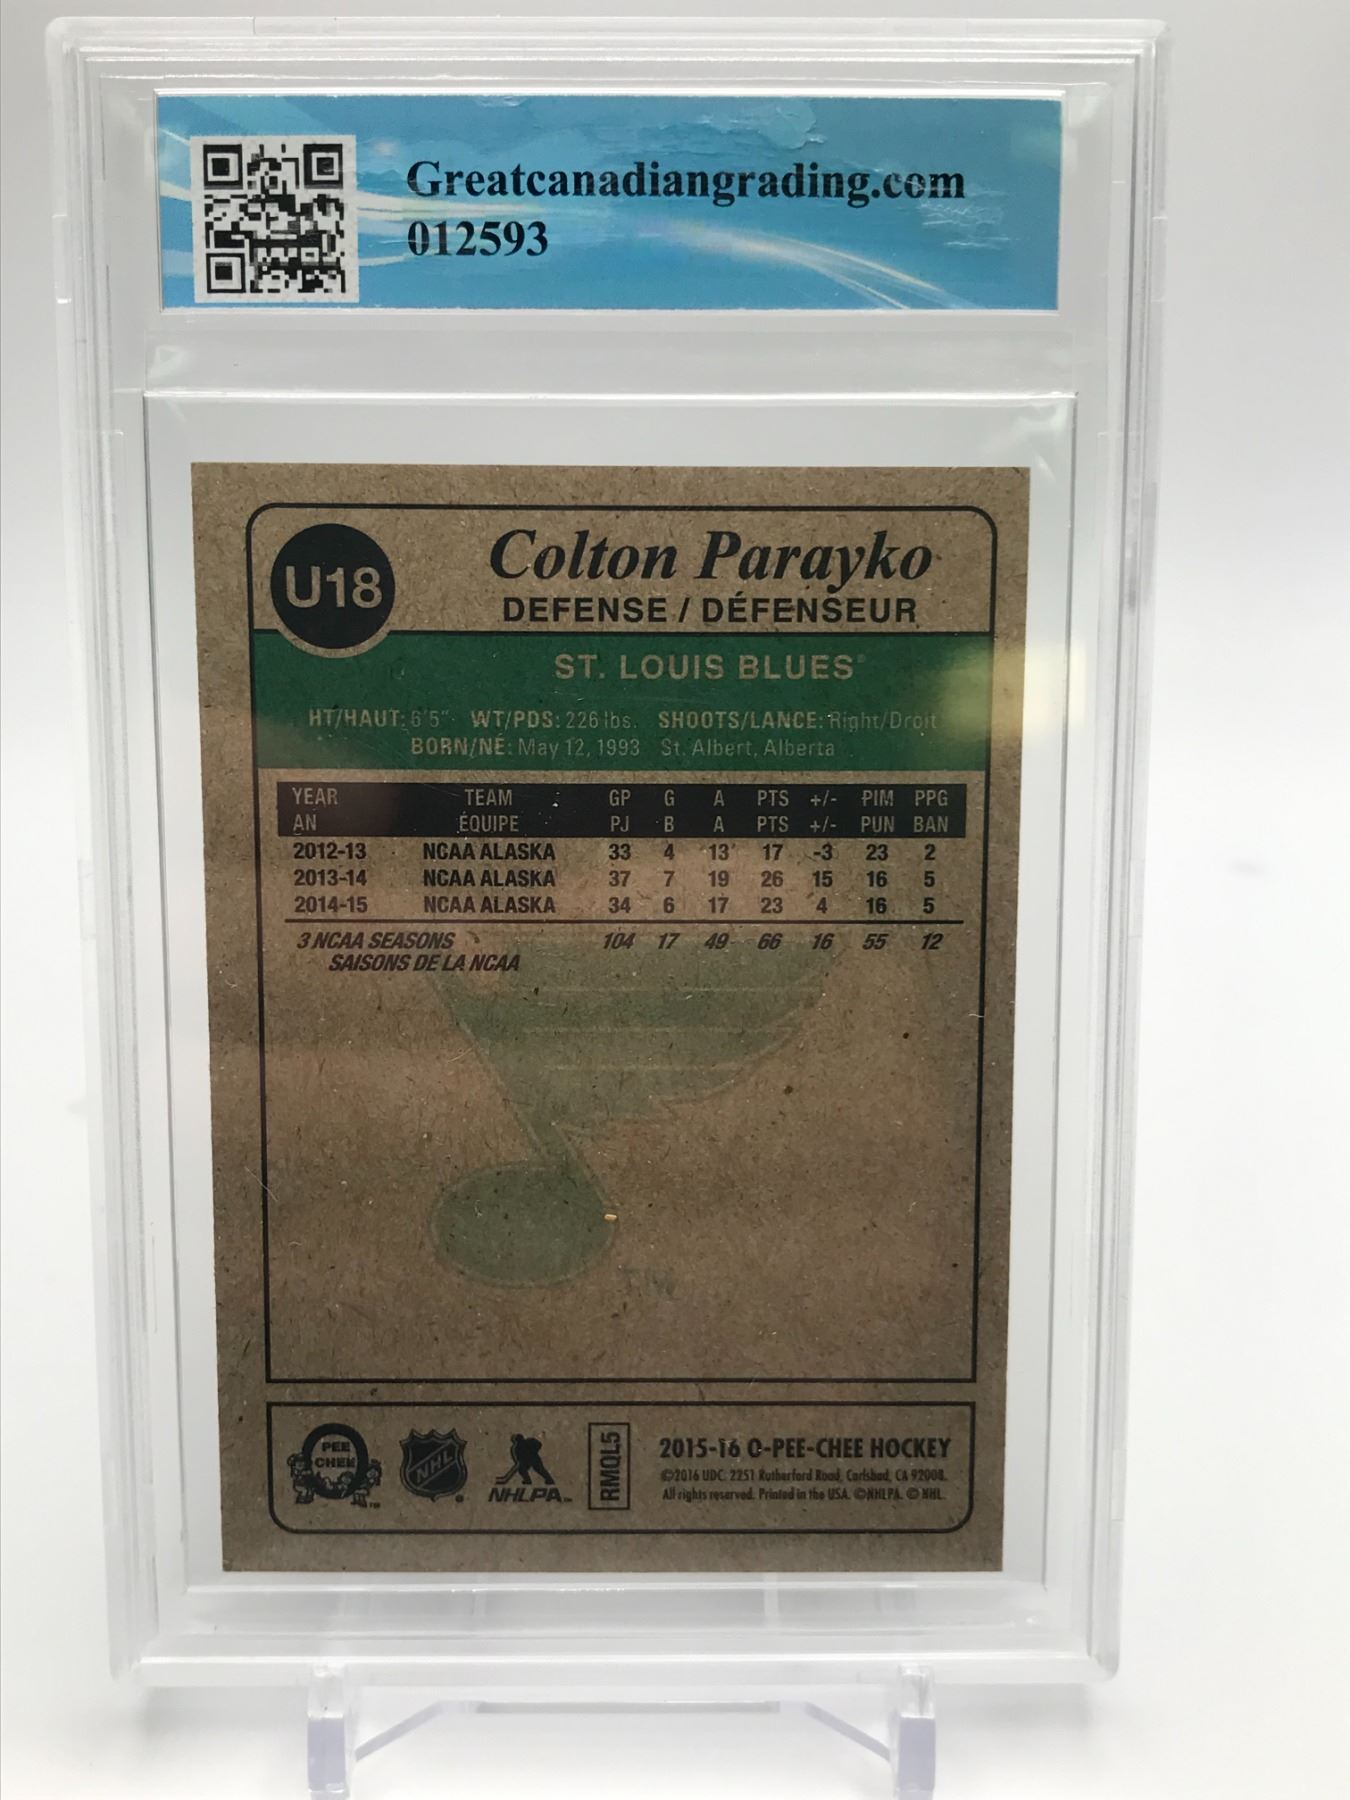 Greatcanadiangrading.com
012593
U18
Colton Parayko
DEFENSE / DÉFENSEUR
ST. LOUIS BLUES
HT/HAUT: 6'5" WT/PDS: 226 lbs. SHOOTS/LANCE: Right/Droit
BORN/NÉ: May 12, 1993 St. Albert, Alberta
YEAR TEAM GP G A PTS +/- PIM PPG
AN ÉQUIPE PJ B A PTS +/- PUN BAN
2012-13 NCAA ALASKA 33 4 13 17 -3 23 2
2013-14 NCAA ALASKA 37 7 19 26 15 16 5
2014-15 NCAA ALASKA 34 6 17 23 4 16 5
3 NCAA SEASONS 104 17 49 66 16 55 12
SAISONS DE LA NCAA
O
PEE
CHEE
NHL
NHLPA
RMQL5
2015-16 O-PEE-CHEE HOCKEY
©2016 UDC. 2251 Rutherford Road, Carlsbad, CA 92008.
All rights reserved. Printed in the USA. ©NHLPA. © NHL.